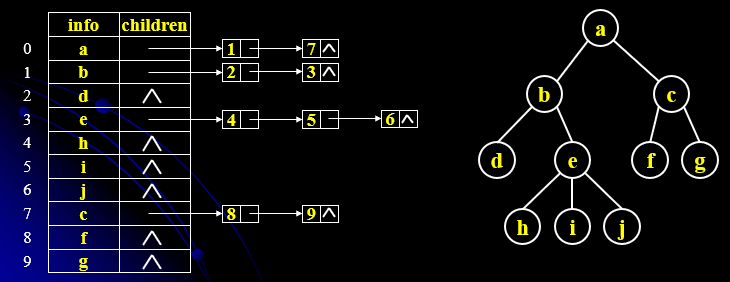 info children
0 a 1 7 ∧
1 b 2 3 ∧
2 d ∧
3 e 4 5 6 ∧
4 h ∧
5 i ∧
6 j ∧
7 c 8 9 ∧
8 f ∧
9 g ∧
a
b c
d e f g
h i j